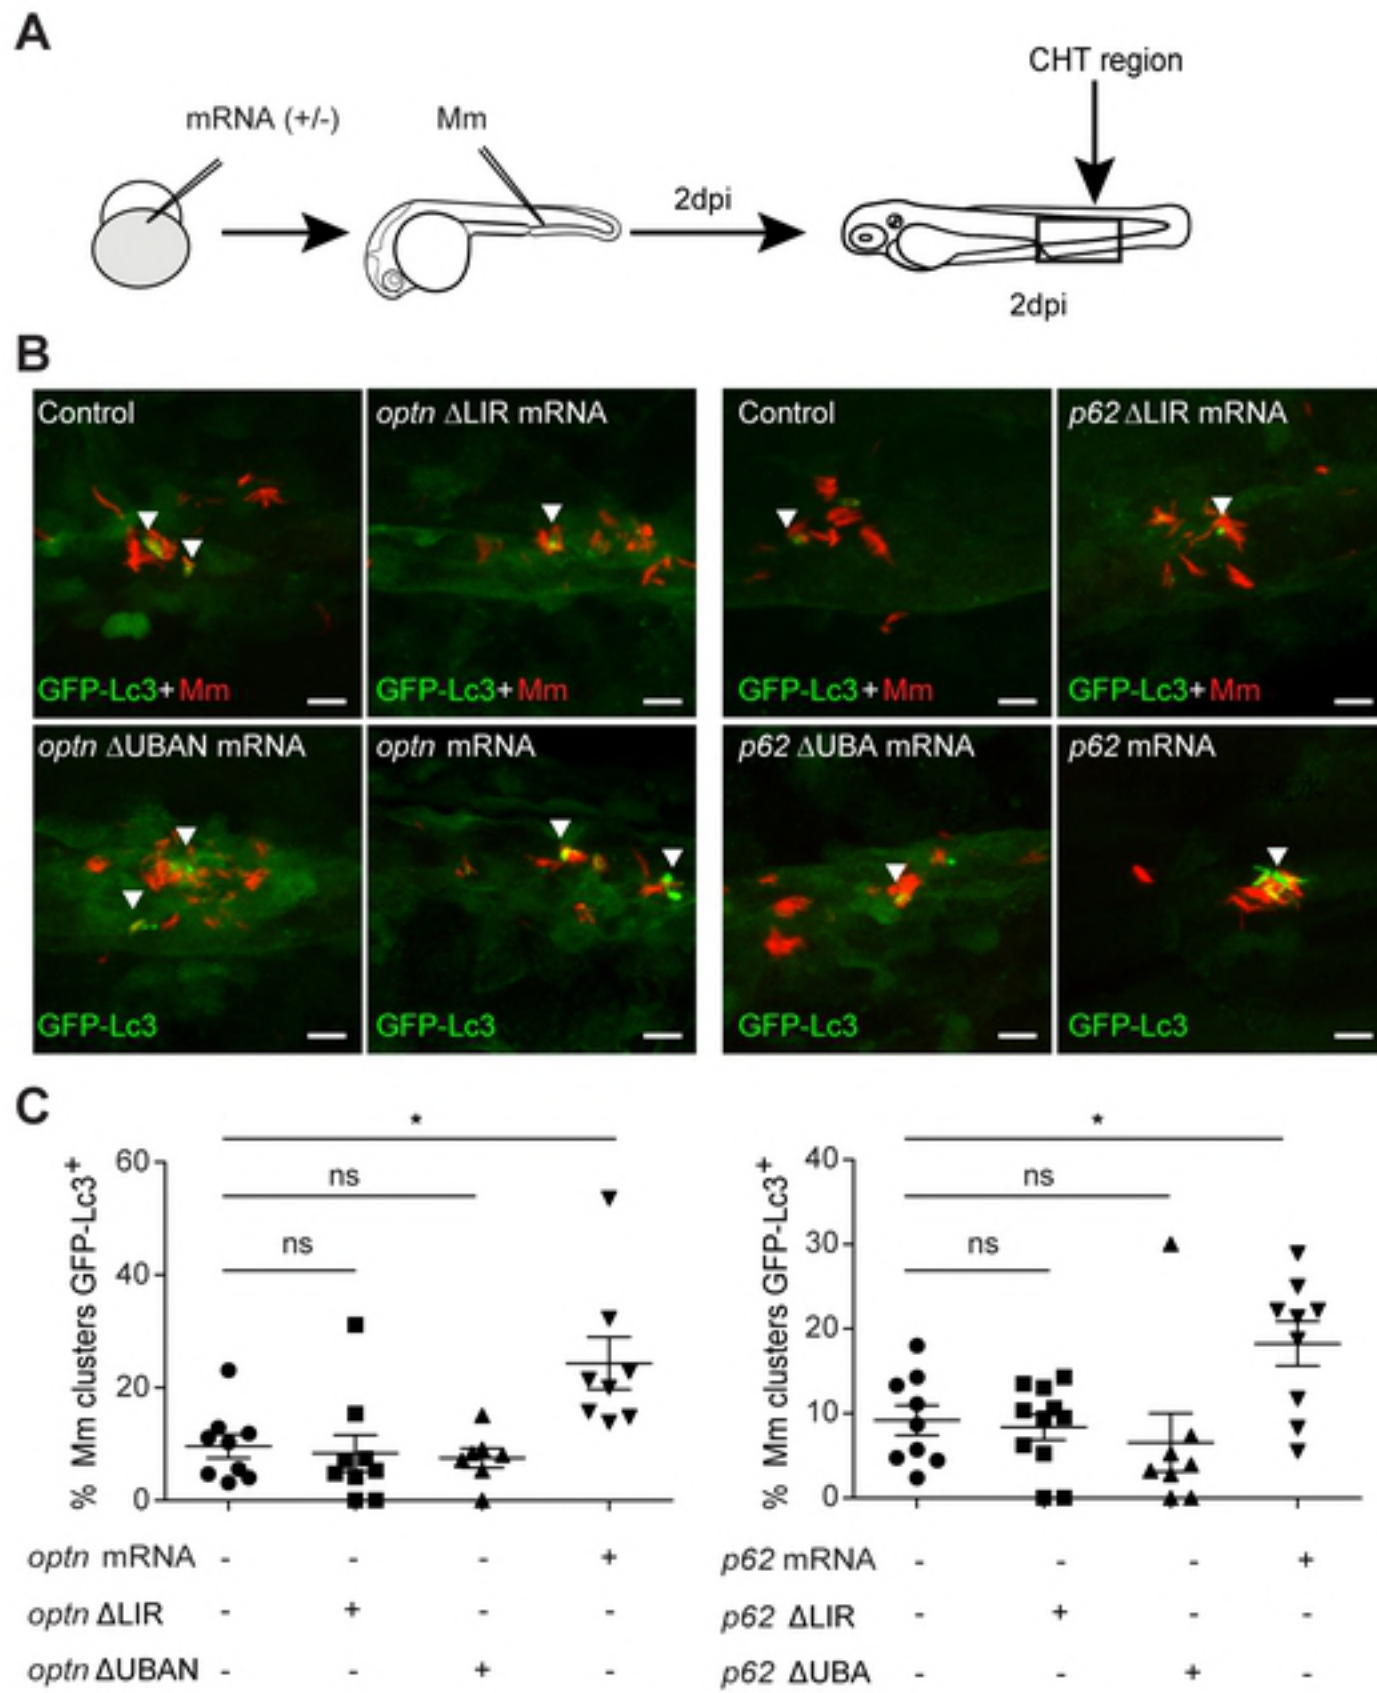 A
CHT region
mRNA (+/-)
Mm
2dpi
2dpi
B
Control
optn ΔLIR mRNA
Control
p62 ΔLIR mRNA
GFP-Lc3+Mm
GFP-Lc3+Mm
GFP-Lc3+Mm
GFP-Lc3+Mm
optn ΔUBAN mRNA
optn mRNA
p62 ΔUBA mRNA
p62 mRNA
GFP-Lc3
GFP-Lc3
GFP-Lc3
GFP-Lc3
C
% Mm clusters GFP-Lc3+
60
40
20
0
*
ns
ns
optn mRNA - - - +
optn ΔLIR - + - -
optn ΔUBAN - - + -
% Mm clusters GFP-Lc3+
40
30
20
10
0
*
ns
ns
p62 mRNA - - - +
p62 ΔLIR - + - -
p62 ΔUBA - - + -